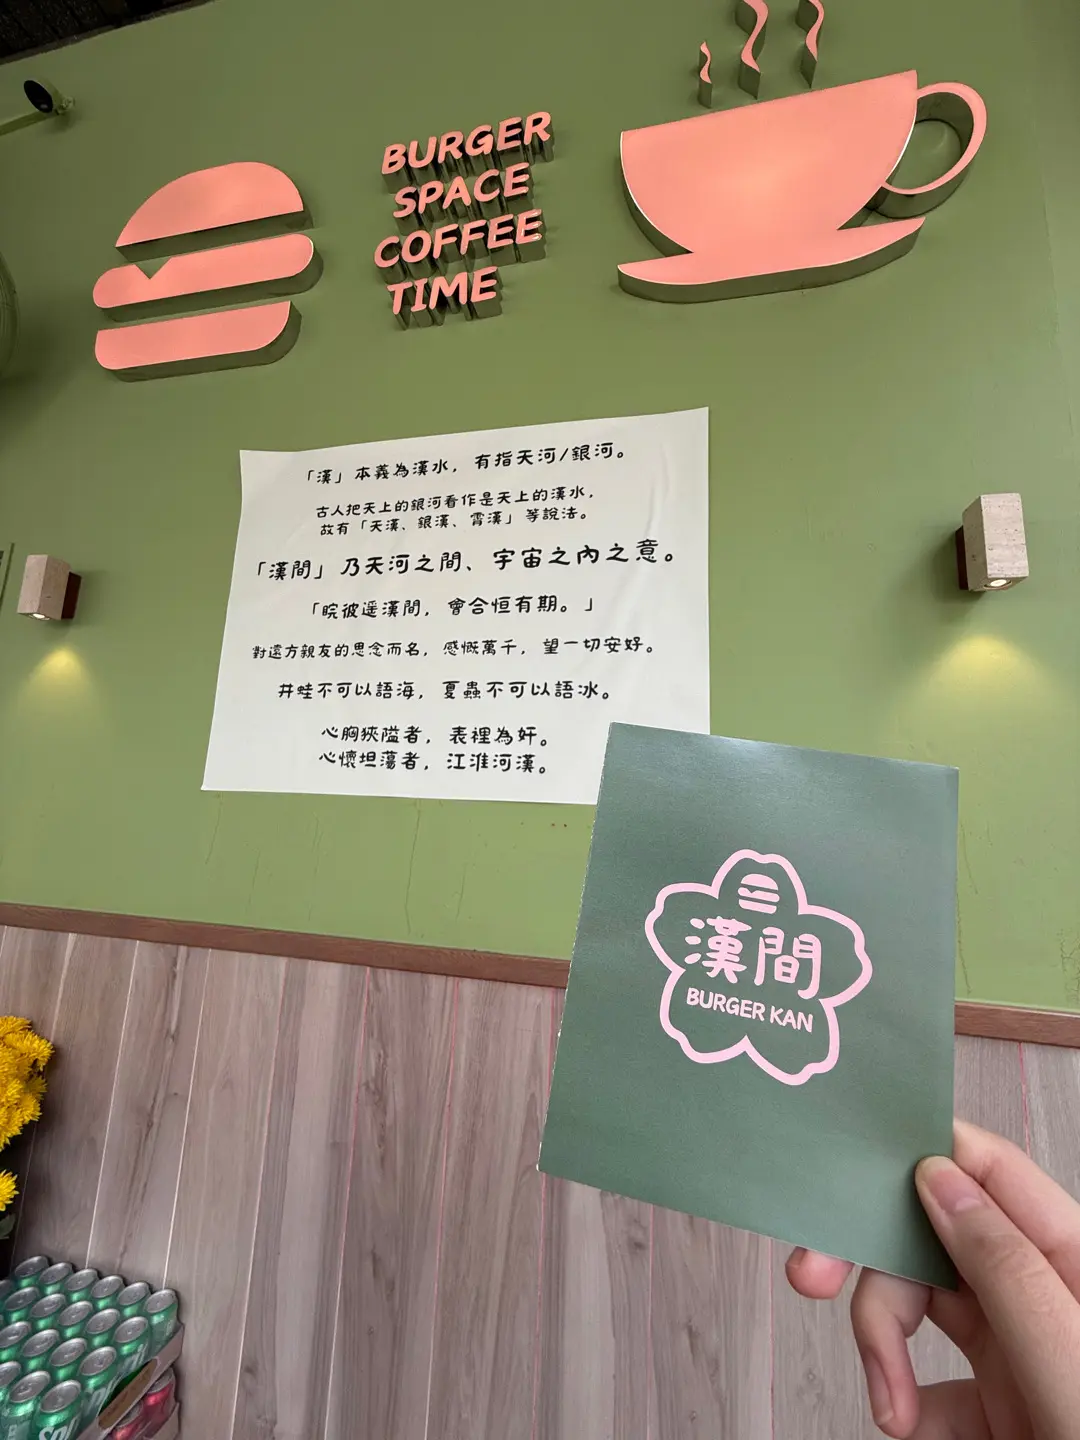 BURGER
SPACE
COFFEE
TIME
「漢」本義為漢水，有指天河/銀河。
古人把天上的銀河看作是天上的漢水，
故有「天漢、銀漢、霄漢」等說法。
「漢間」乃天河之間、宇宙之內之意。
「皖彼遥漢間，會合恒有期。」
對遠方親友的思念而名，感慨萬千，望一切安好。
井蛙不可以語海，夏蟲不可以語冰。
心胸狹隘者，表裡為奸。
心懷坦蕩者，江淮河漢。
漢間
BURGER KAN